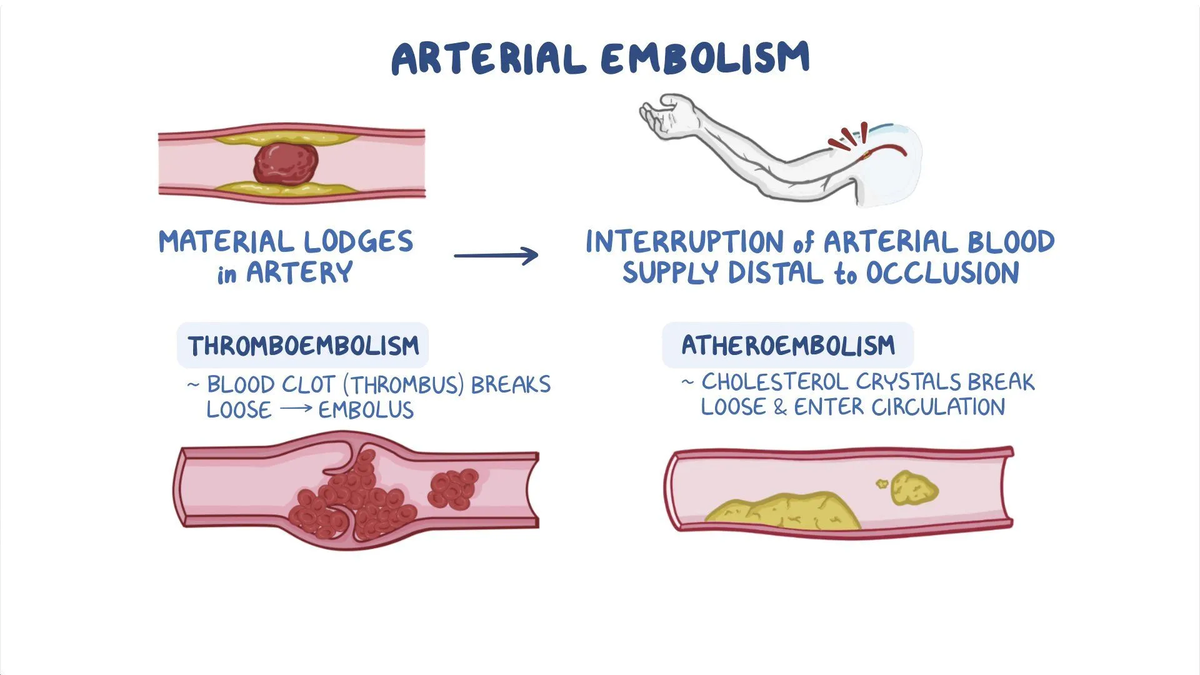 ARTERIAL EMBOLISM
MATERIAL LODGES
in ARTERY
→
INTERRUPTION of ARTERIAL BLOOD
SUPPLY DISTAL to OCCLUSION
THROMBOEMBOLISM
~ BLOOD CLOT (THROMBUS) BREAKS
LOOSE → EMBOLUS
ATHEROEMBOLISM
~ CHOLESTEROL CRYSTALS BREAK
LOOSE & ENTER CIRCULATION